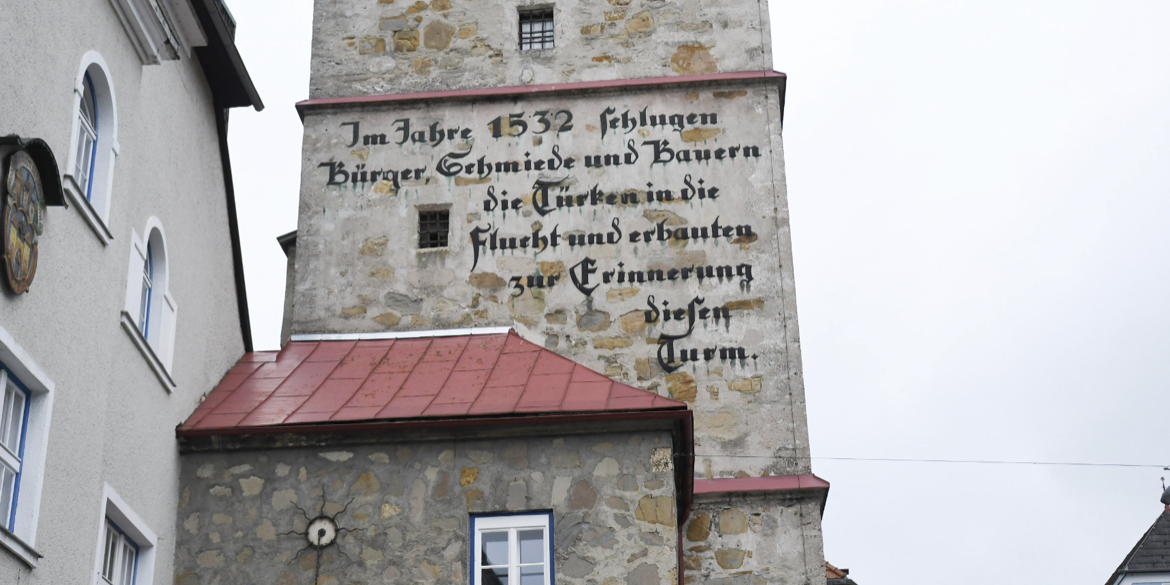 Im Jahre 1532 schlugen
Bürger, Schmiede und Bauern
die Türken in die
Flucht und erbauten
zur Erinnerung
diesen
Turm.